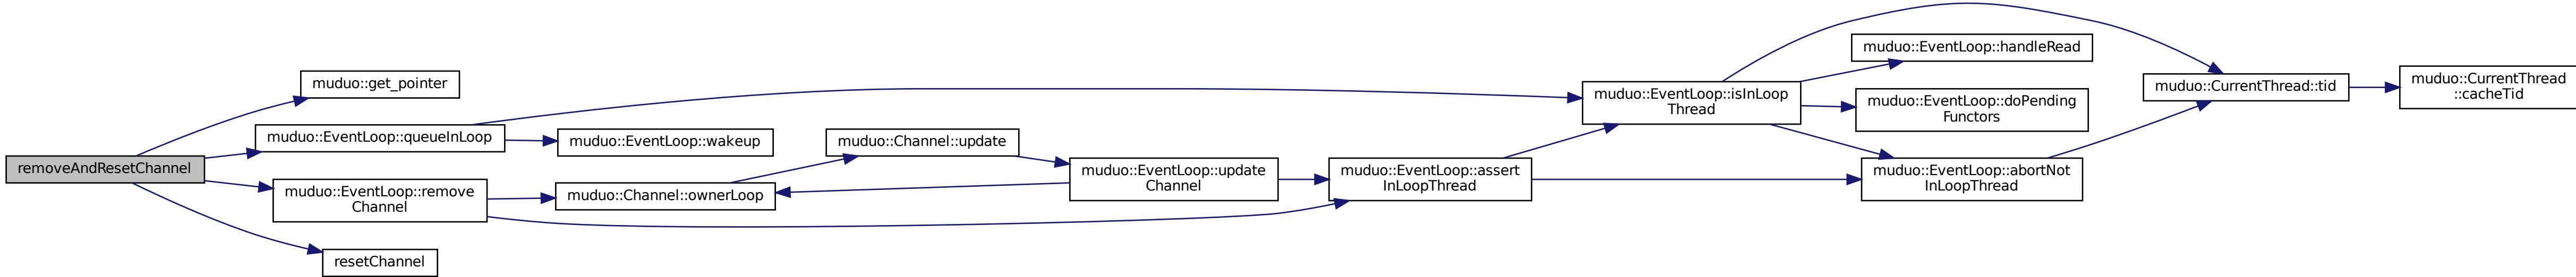 removeAndResetChannel
muduo::get_pointer
muduo::EventLoop::queueInLoop
muduo::EventLoop::remove
Channel
resetChannel
muduo::EventLoop::wakeup
muduo::Channel::ownerLoop
muduo::Channel::update
muduo::EventLoop::update
Channel
muduo::EventLoop::assert
InLoopThread
muduo::EventLoop::isInLoop
Thread
muduo::EventLoop::handleRead
muduo::EventLoop::doPending
Functors
muduo::EventLoop::abortNot
InLoopThread
muduo::CurrentThread::tid
muduo::CurrentThread
::cacheTid